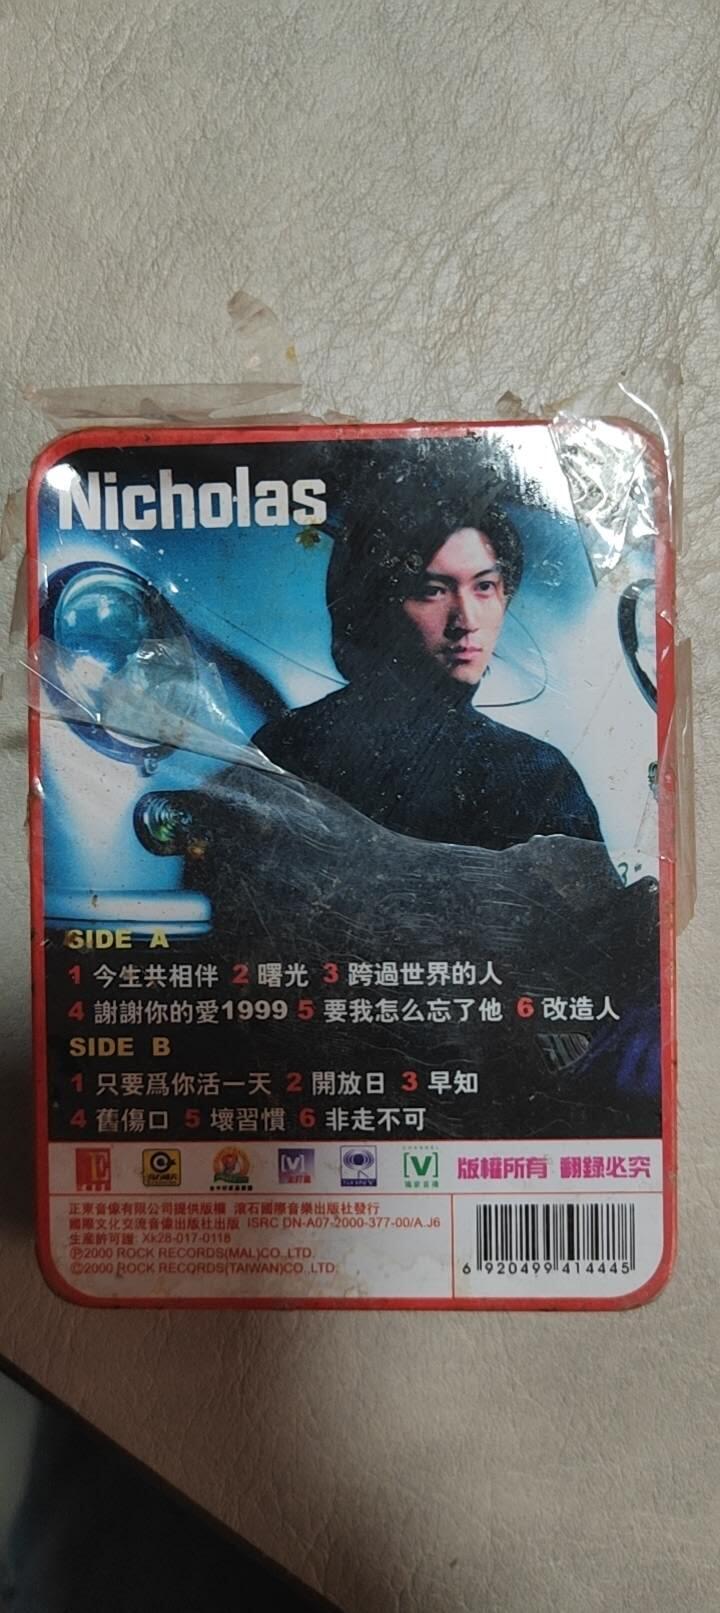 Nicholas
SIDE A
1 今生共相伴 2 曙光 3 跨過世界的人
4 謝謝你的愛1999 5 要我怎么忘了他 6 改造人
SIDE B
1 只要爲你活一天 2 開放日 3 早知
4 舊傷口 5 壞習慣 6 非走不可
E
[V]
SONY
CHANNEL
[V]
版權所有 翻録必究
正東音像有限公司提供版權 滾石國際音樂出版社發行
國際文化交流音像出版社出版 ISRC DN-A07-2000-377-00/A.J6
生産許可證: Xk28-017-0118
Ⓟ2000 ROCK RECORDS(MAL)CO.,LTD.
Ⓒ2000 ROCK RECORDS(TAIWAN)CO.,LTD.
6 920499 414445